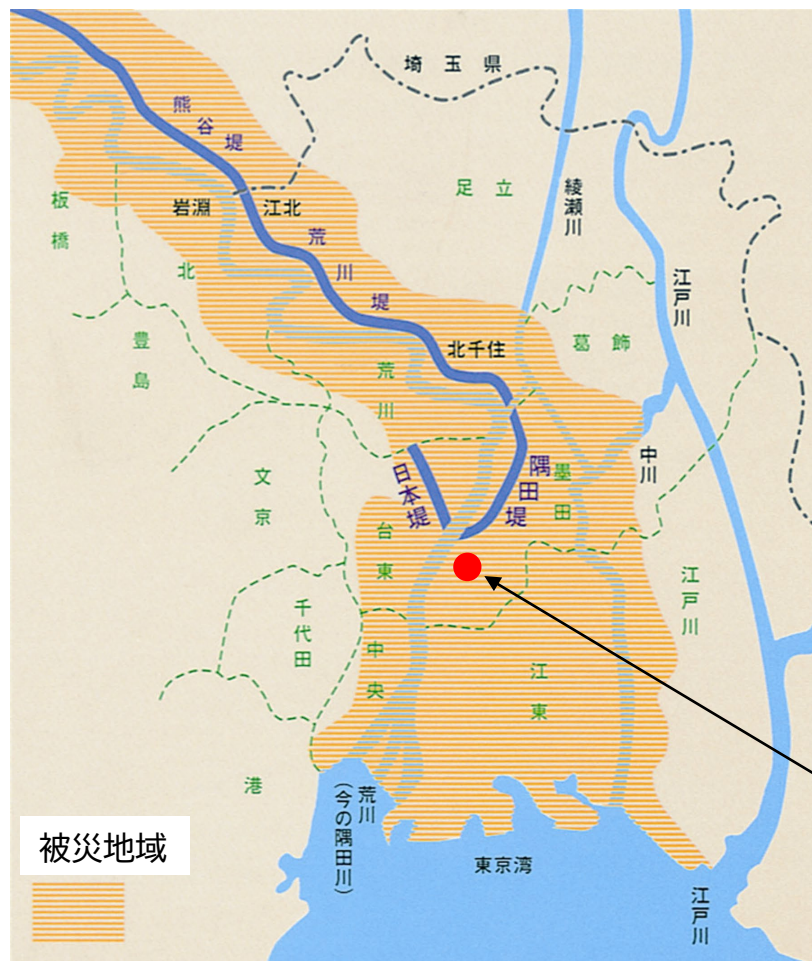 埼玉県
熊谷堤
足立
綾瀬川
板橋
岩淵
江北
荒川堤
北
江戸川
豊島
北千住
葛飾
荒川
中川
日本堤
隅田堤
墨田
文京
台東
千代田
江戸川
中央
江東
港
荒川
(今の隅田川)
被災地域
東京湾
江戸川